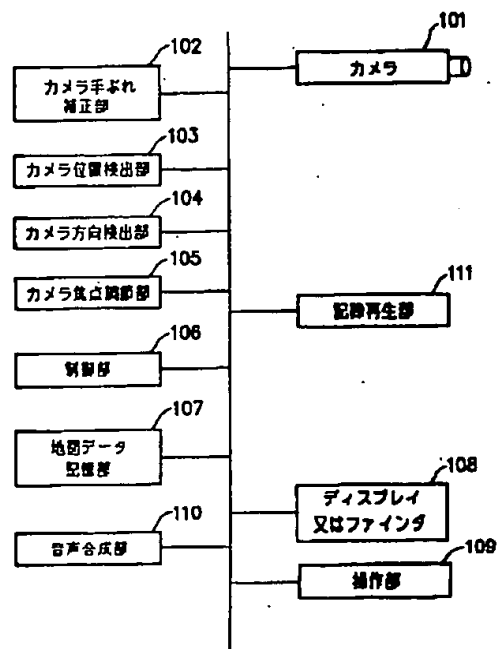 101
カメラ
102
カメラ手ぶれ
補正部
103
カメラ位置検出部
104
カメラ方向検出部
105
カメラ焦点調節部
111
記録再生部
106
制御部
107
地図データ
記憶部
108
ディスプレイ
又はファインダ
110
音声合成部
109
操作部